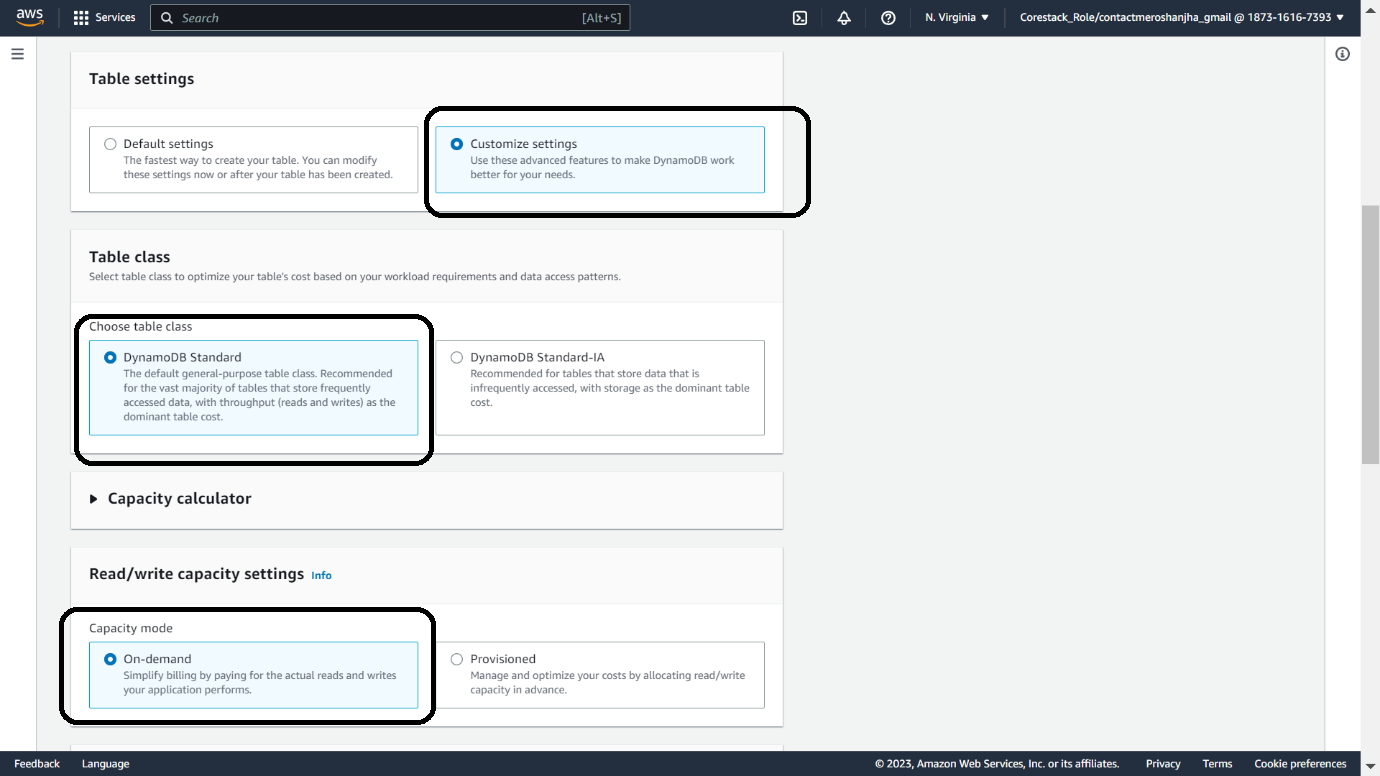 aws
Services
Search [Alt+S]
N. Virginia
Corestack_Role/contactmeroshanjha_gmail @ 1873-1616-7393
Table settings
Default settings
The fastest way to create your table. You can modify
these settings now or after your table has been created.
Customize settings
Use these advanced features to make DynamoDB work
better for your needs.
Table class
Select table class to optimize your table's cost based on your workload requirements and data access patterns.
Choose table class
DynamoDB Standard
The default general-purpose table class. Recommended
for the vast majority of tables that store frequently
accessed data, with throughput (reads and writes) as the
dominant table cost.
DynamoDB Standard-IA
Recommended for tables that store data that is
infrequently accessed, with storage as the dominant table
cost.
Capacity calculator
Read/write capacity settings Info
Capacity mode
On-demand
Simplify billing by paying for the actual reads and writes
your application performs.
Provisioned
Manage and optimize your costs by allocating read/write
capacity in advance.
Feedback
Language
© 2023, Amazon Web Services, Inc. or its affiliates.
Privacy
Terms
Cookie preferences